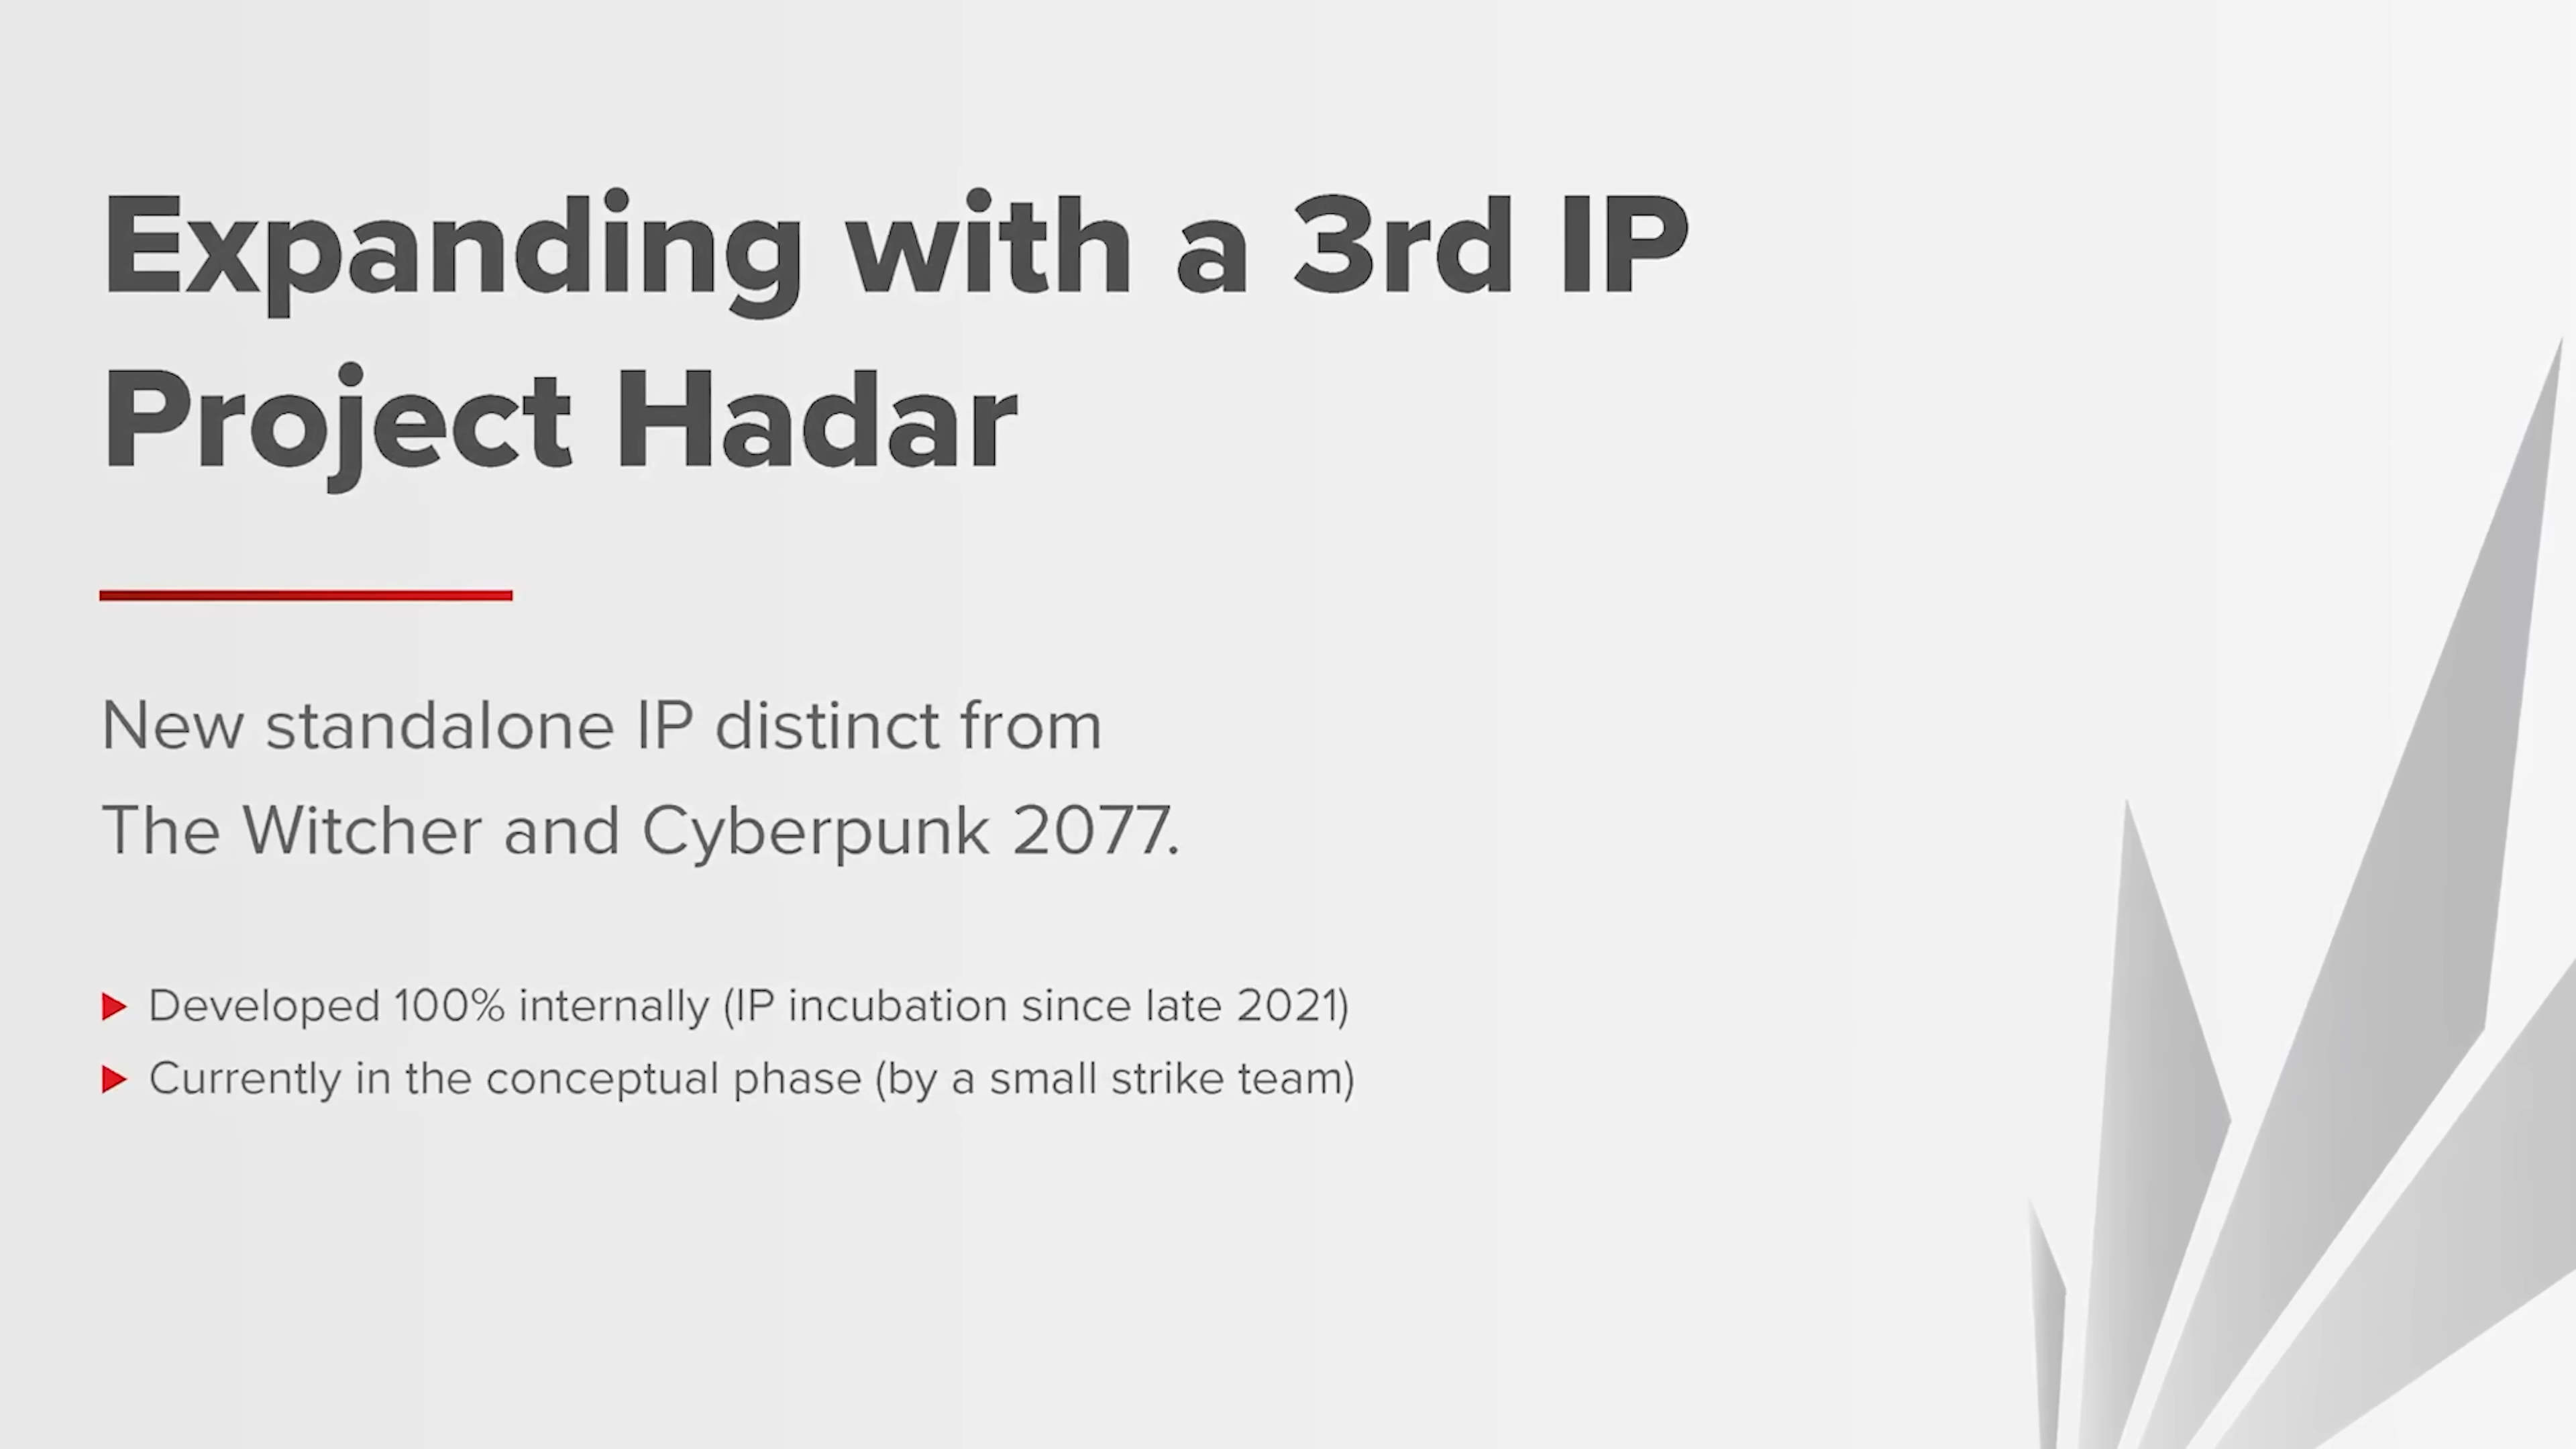 Expanding with a 3rd IP
Project Hadar
New standalone IP distinct from
The Witcher and Cyberpunk 2077.
Developed 100% internally (IP incubation since late 2021)
Currently in the conceptual phase (by a small strike team)